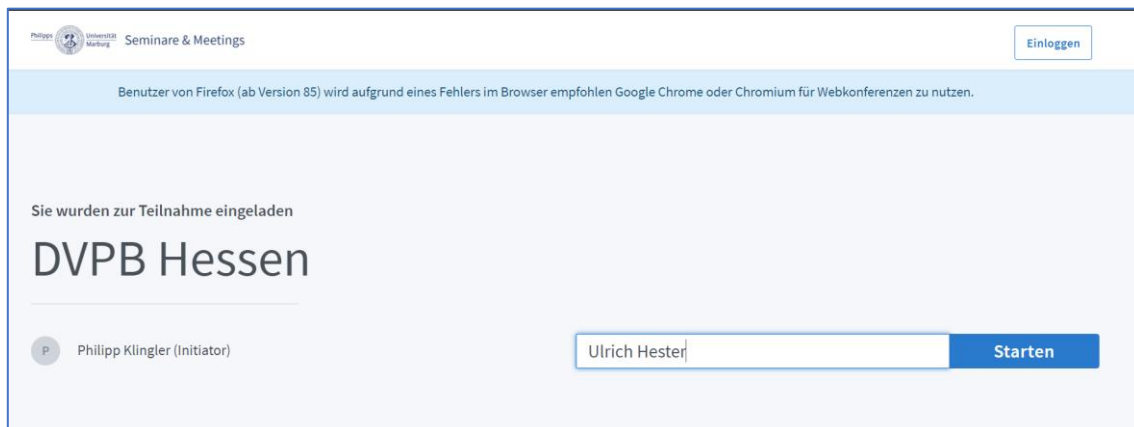 Philipps Universität Marburg Seminare & Meetings
Einloggen
Benutzer von Firefox (ab Version 85) wird aufgrund eines Fehlers im Browser empfohlen Google Chrome oder Chromium für Webkonferenzen zu nutzen.
Sie wurden zur Teilnahme eingeladen
DVPB Hessen
P Philipp Klingler (Initiator)
Ulrich Hester
Starten